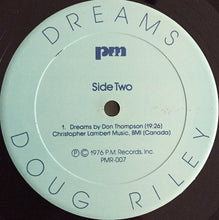 DREAMS
pm
Side Two
1. Dreams by Don Thompson (19:26)
Christopher Lambert Music, BMI (Canada)
Ⓟ © 1976 P.M. Records, Inc.
PMR-007
DOUG RILEY